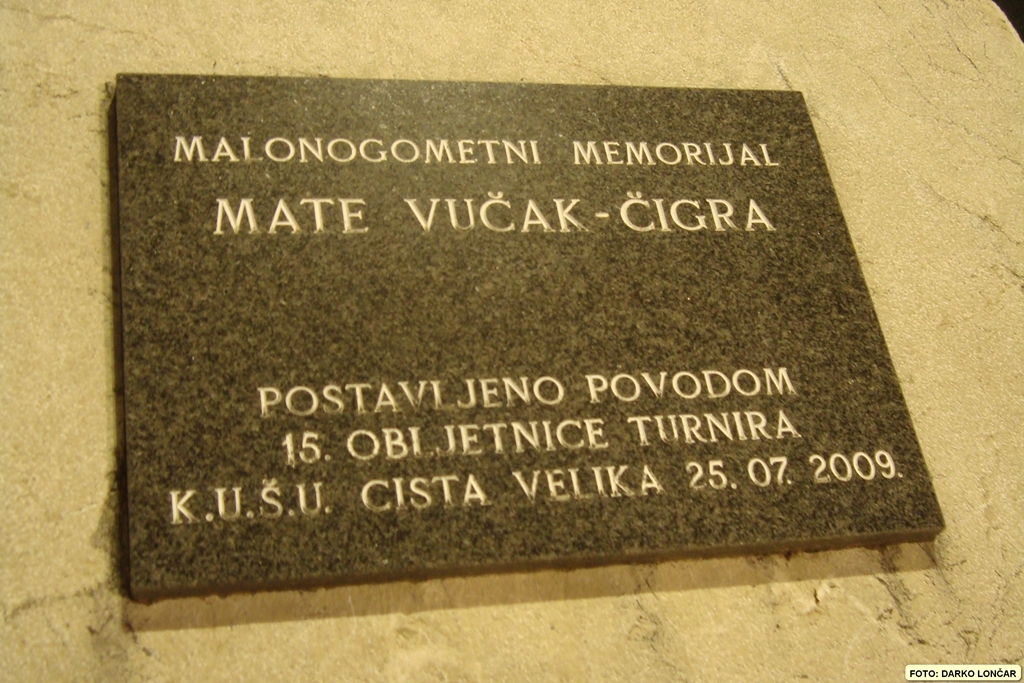 MALONOGOMETNI MEMORIJAL
MATE VUČAK-ČIGRA
POSTAVLJENO POVODOM
15. OBLJETNICE TURNIRA
K.U.Š.U. CISTA VELIKA 25. 07. 2009.
FOTO: DARKO LONČAR